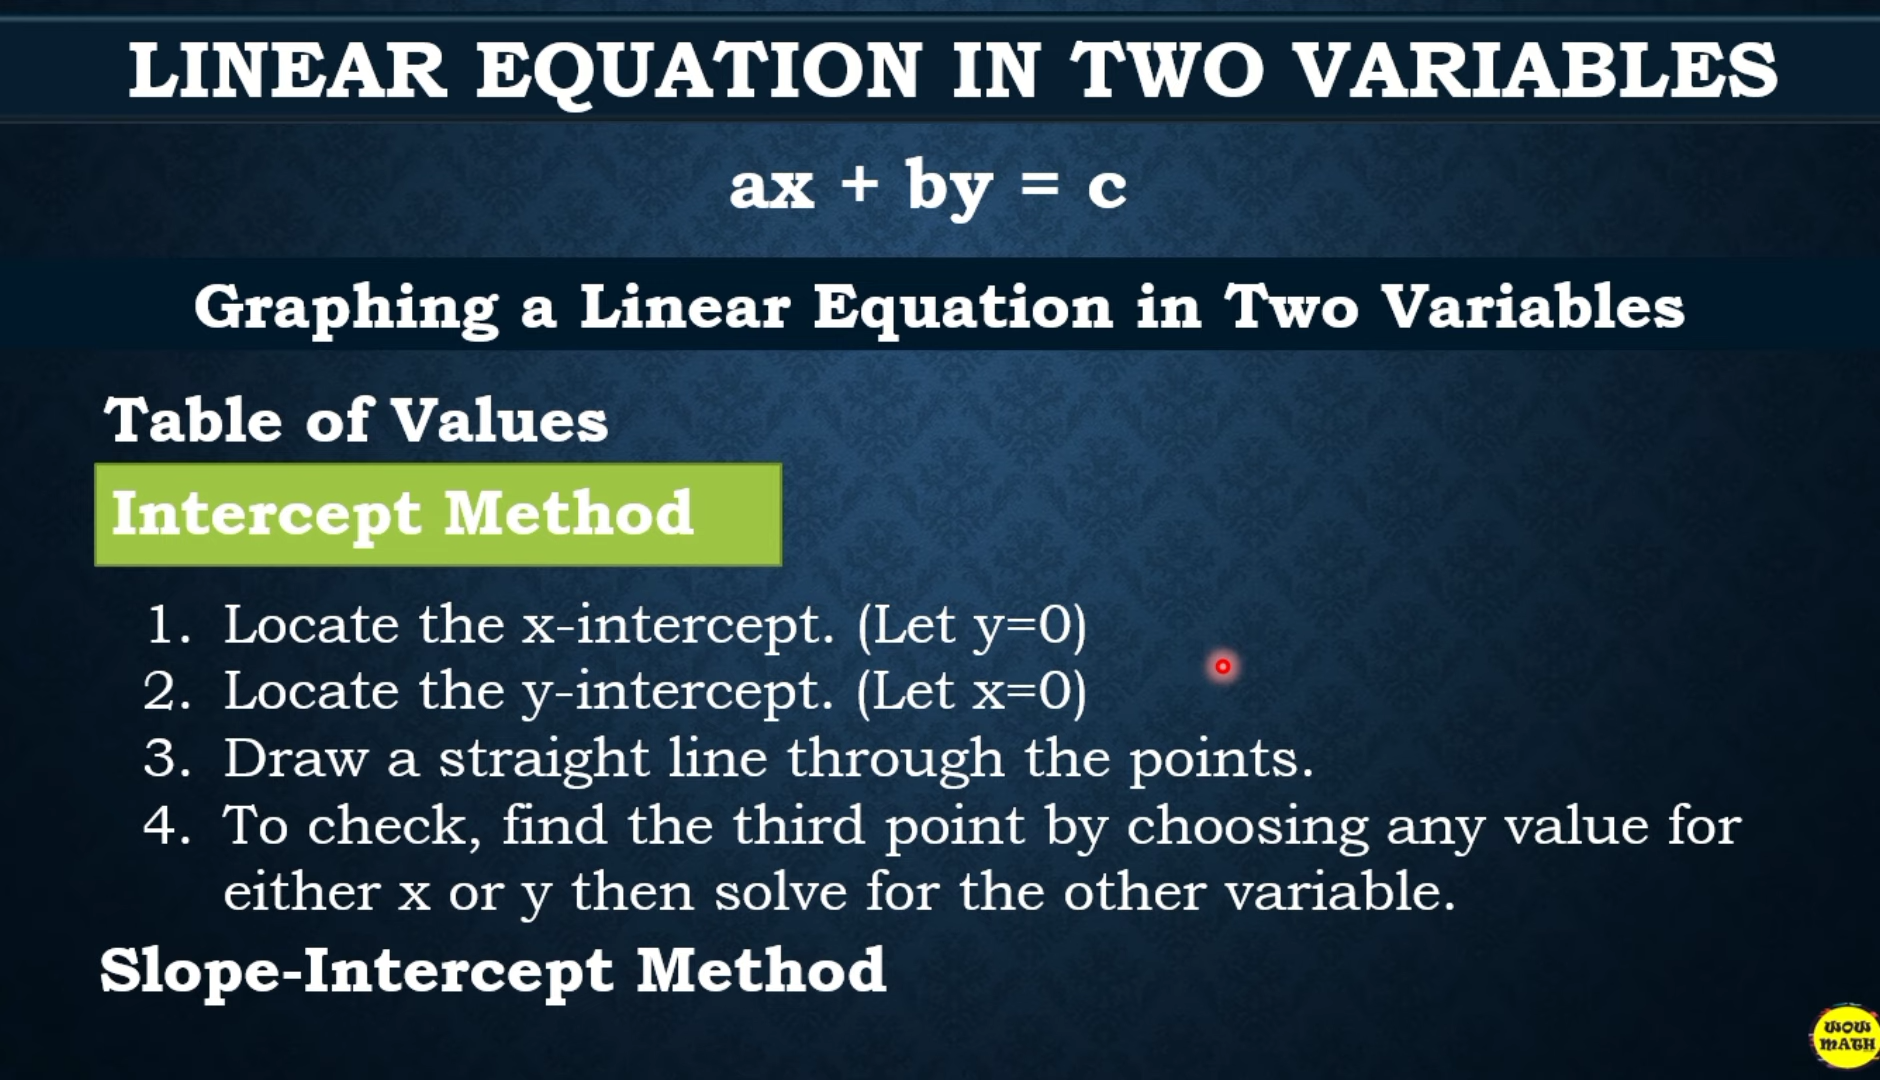 LINEAR EQUATION IN TWO VARIABLES
ax + by = c
Graphing a Linear Equation in Two Variables
Table of Values
Intercept Method
1. Locate the x-intercept. (Let y=0)
2. Locate the y-intercept. (Let x=0)
3. Draw a straight line through the points.
4. To check, find the third point by choosing any value for
either x or y then solve for the other variable.
Slope-Intercept Method
WOW
MATH